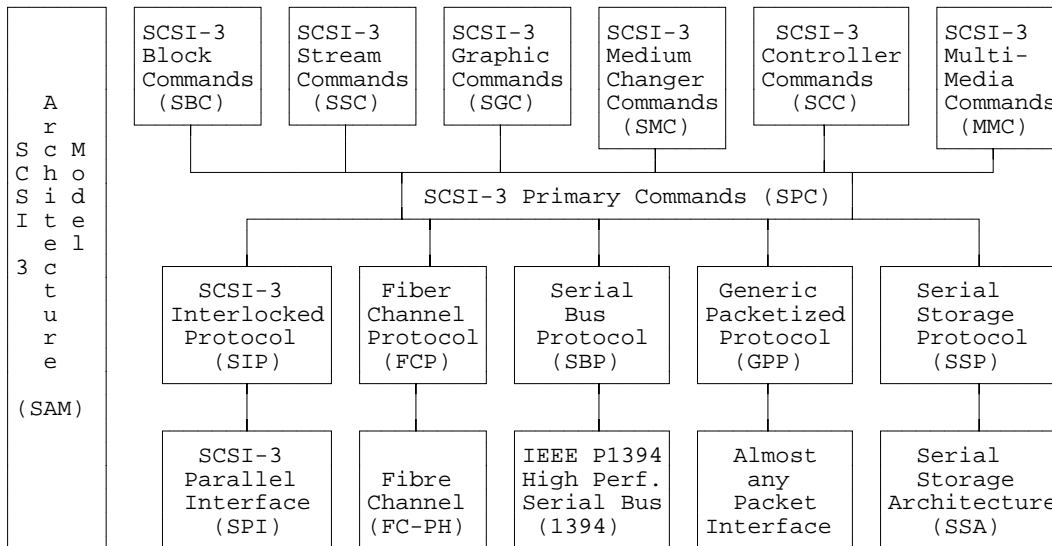 SCSI 3
Architecture
Model
(SAM)
SCSI-3
Block
Commands
(SBC)
SCSI-3
Stream
Commands
(SSC)
SCSI-3
Graphic
Commands
(SGC)
SCSI-3
Medium
Changer
Commands
(SMC)
SCSI-3
Controller
Commands
(SCC)
SCSI-3
Multi-
Media
Commands
(MMC)
SCSI-3 Primary Commands (SPC)
SCSI-3
Interlocked
Protocol
(SIP)
Fiber
Channel
Protocol
(FCP)
Serial
Bus
Protocol
(SBP)
Generic
Packetized
Protocol
(GPP)
Serial
Storage
Protocol
(SSP)
SCSI-3
Parallel
Interface
(SPI)
Fibre
Channel
(FC-PH)
IEEE P1394
High Perf.
Serial Bus
(1394)
Almost
any
Packet
Interface
Serial
Storage
Architecture
(SSA)